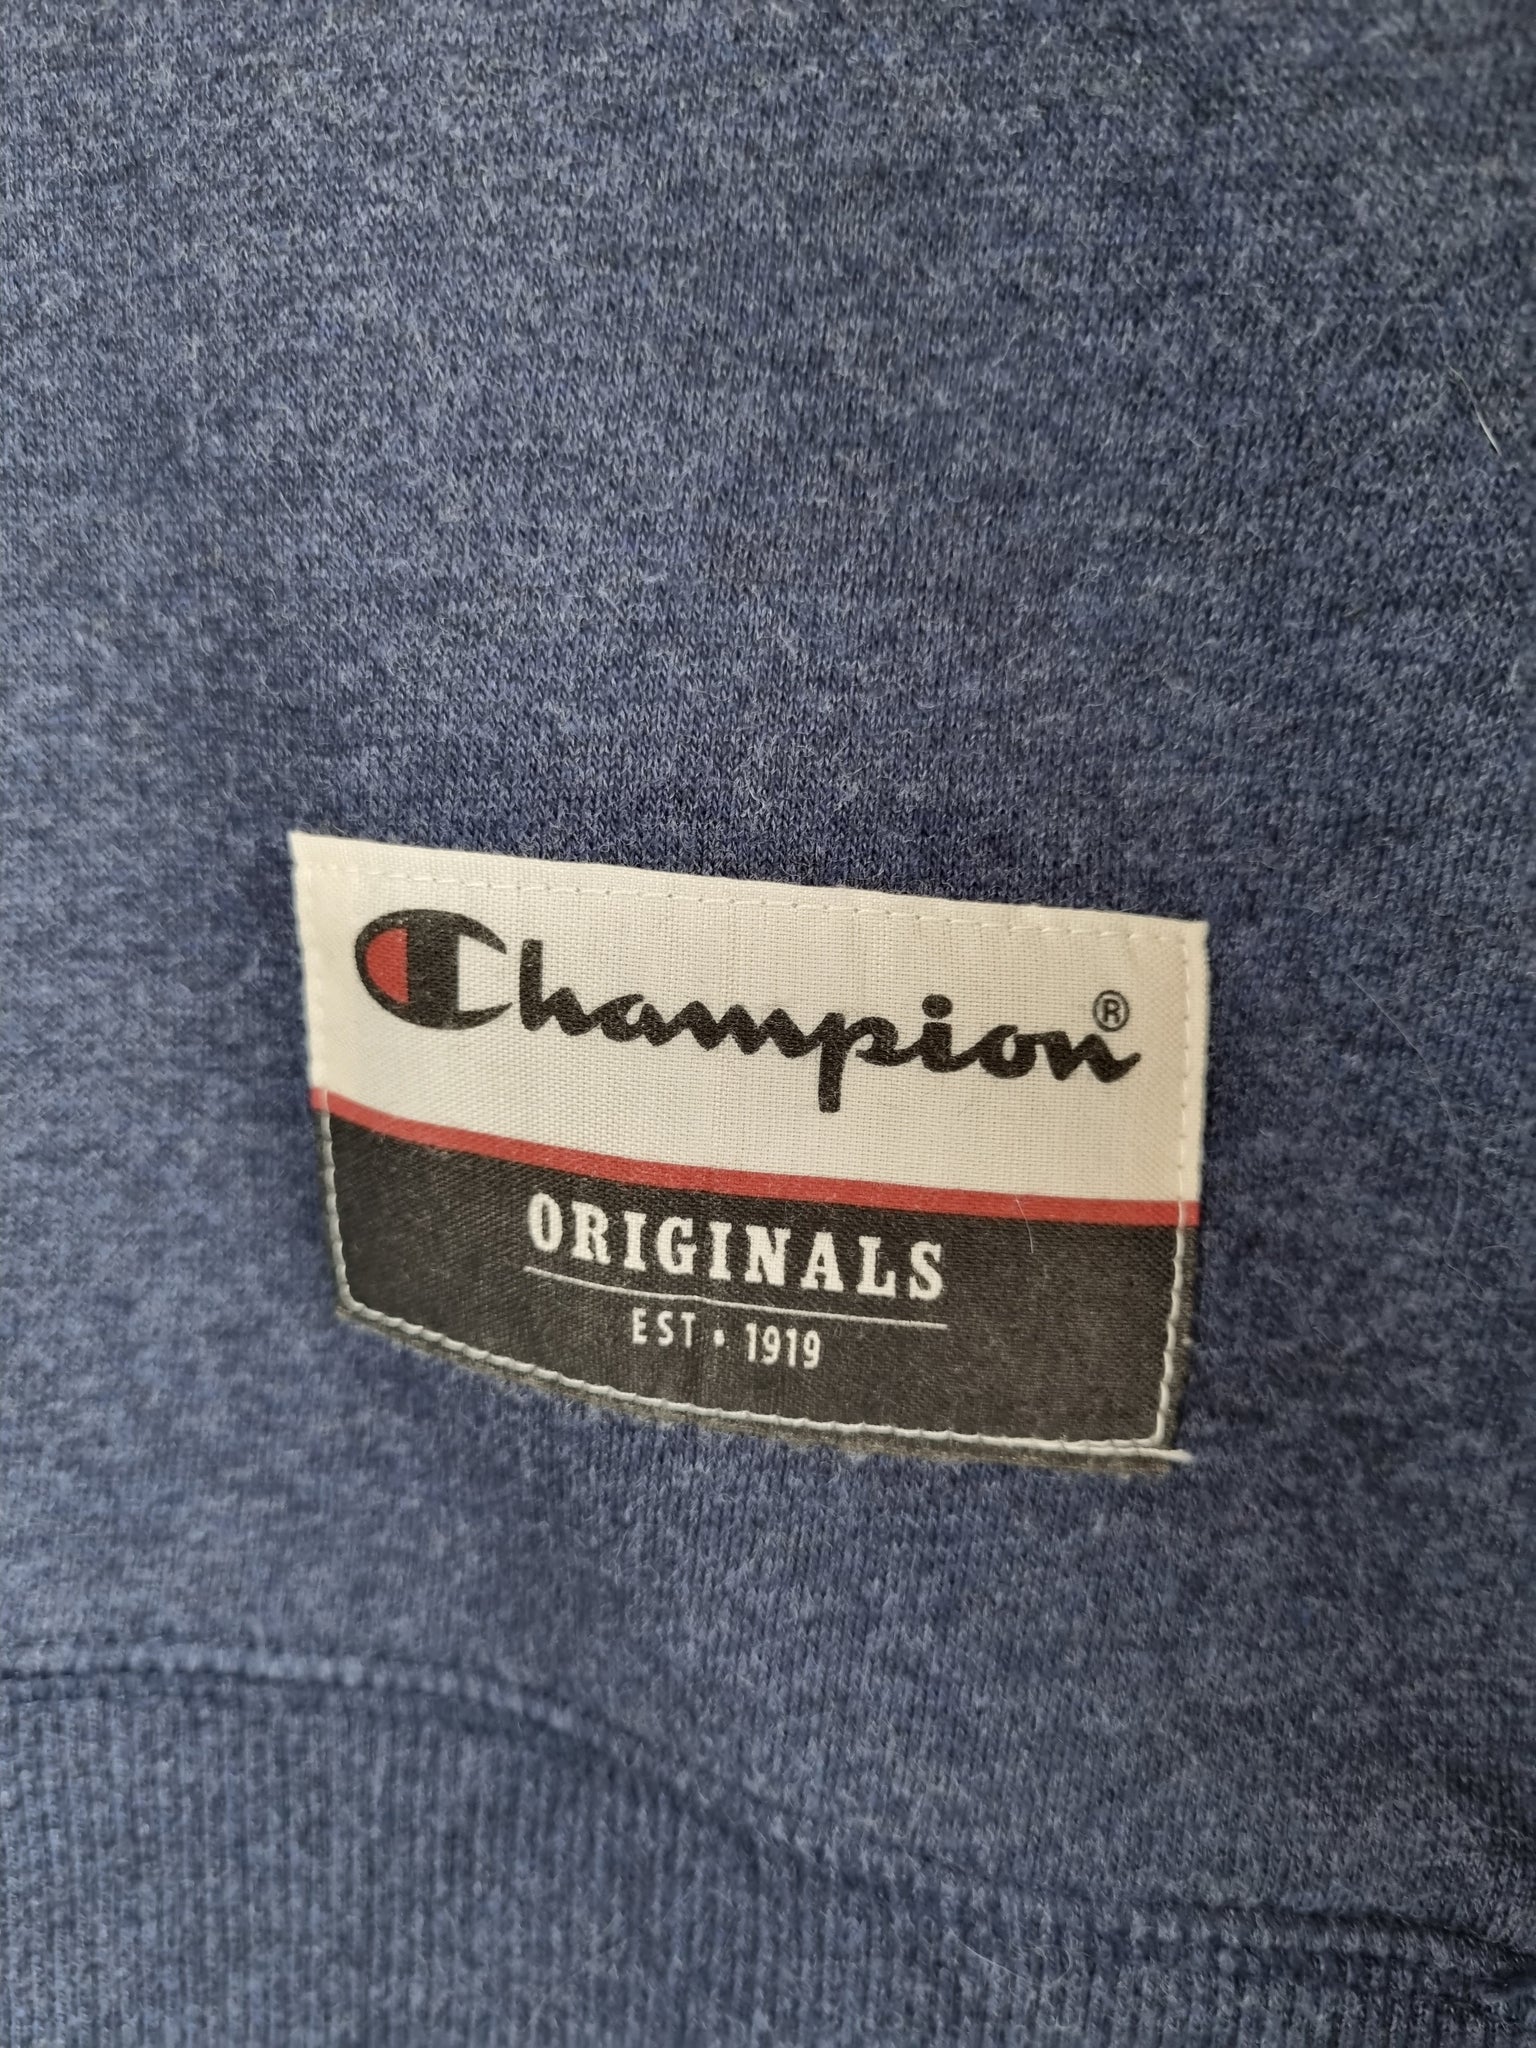 Champion®
ORIGINALS
EST • 1919